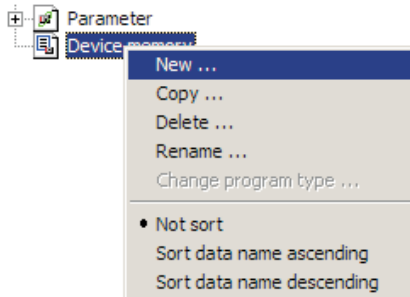 Parameter
Device memory
New ...
Copy ...
Delete ...
Rename ...
Change program type ...
Not sort
Sort data name ascending
Sort data name descending